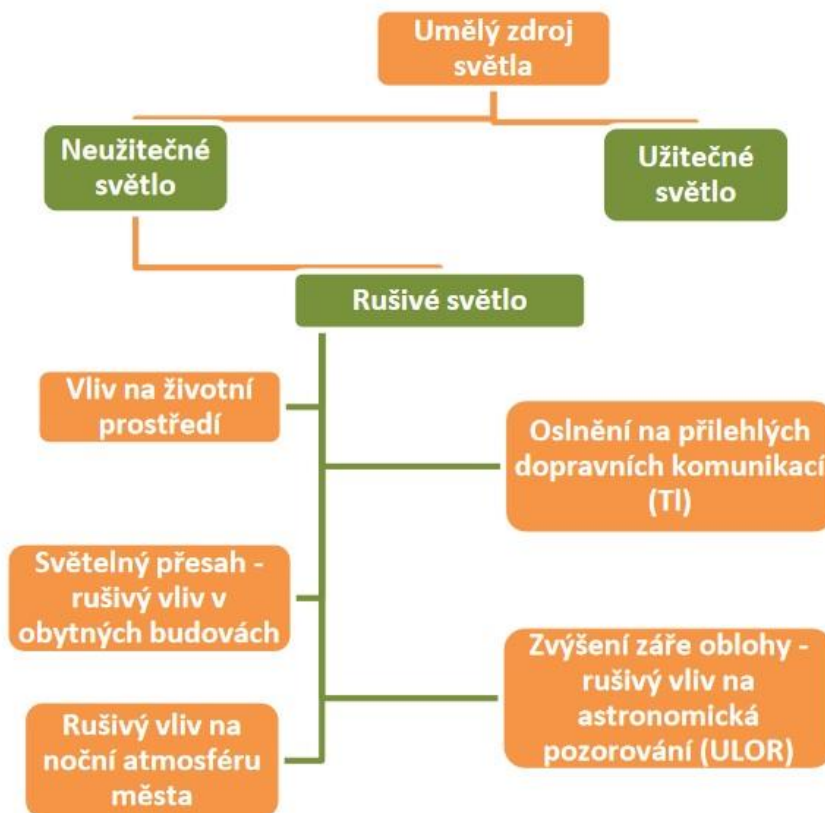 Umělý zdroj
světla
Neužitečné
světlo
Užitečné
světlo
Rušivé světlo
Vliv na životní
prostředí
Oslnění na přilehlých
dopravních komunikací
(TI)
Světelný přesah -
rušivý vliv v
obytných budovách
Zvýšení záře oblohy -
rušivý vliv na
astronomická
pozorování (ULOR)
Rušivý vliv na
noční atmosféru
města